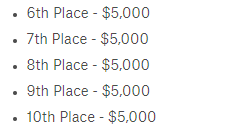 • 6th Place - $5,000
• 7th Place - $5,000
• 8th Place - $5,000
• 9th Place - $5,000
• 10th Place - $5,000